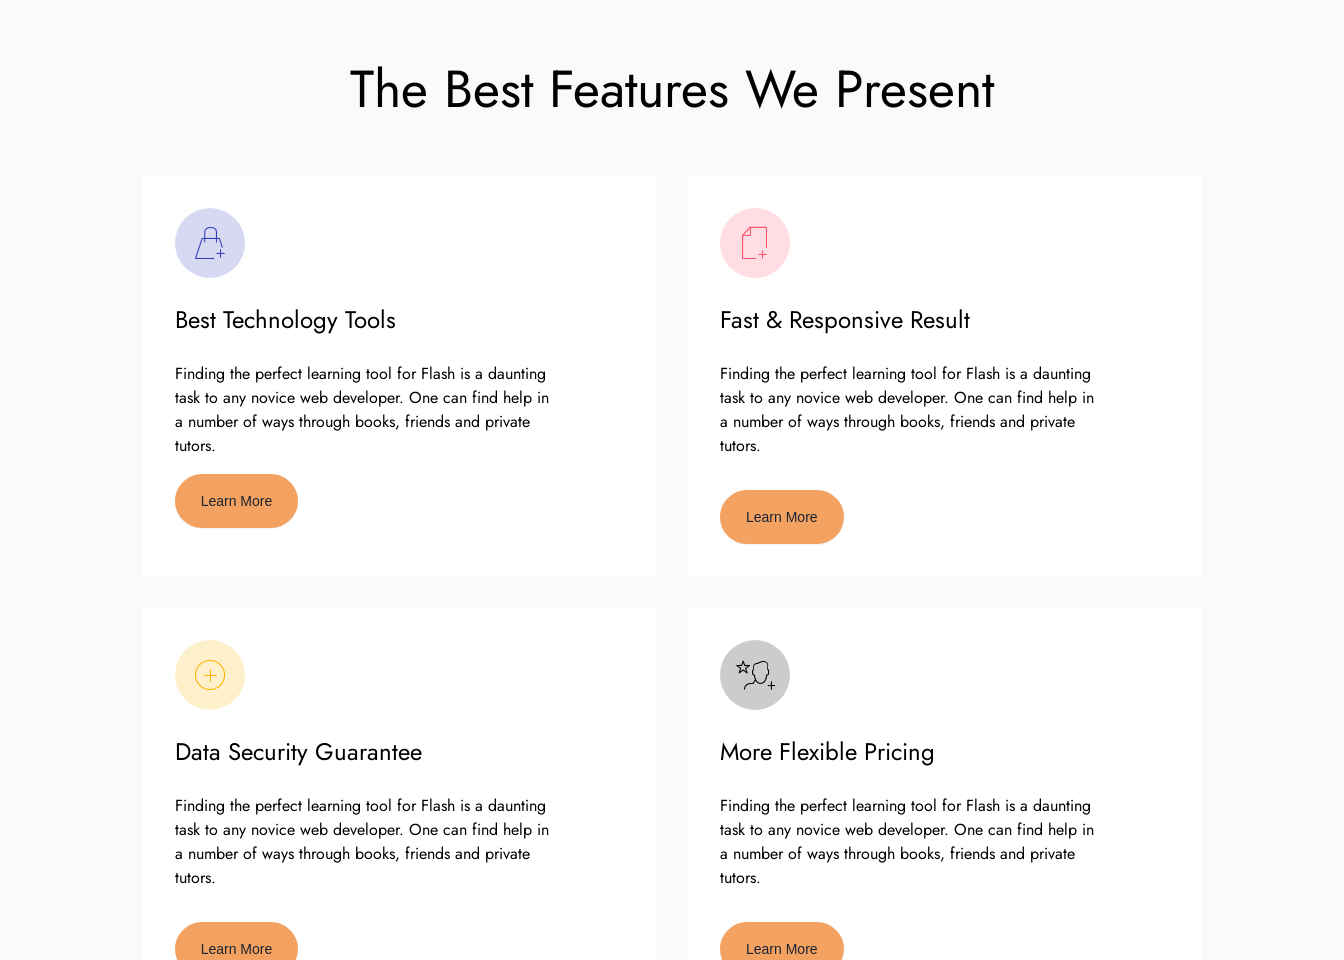 The Best Features We Present
Best Technology Tools
Finding the perfect learning tool for Flash is a daunting
task to any novice web developer. One can find help in
a number of ways through books, friends and private
tutors.
Learn More
Fast & Responsive Result
Finding the perfect learning tool for Flash is a daunting
task to any novice web developer. One can find help in
a number of ways through books, friends and private
tutors.
Learn More
Data Security Guarantee
Finding the perfect learning tool for Flash is a daunting
task to any novice web developer. One can find help in
a number of ways through books, friends and private
tutors.
Learn More
More Flexible Pricing
Finding the perfect learning tool for Flash is a daunting
task to any novice web developer. One can find help in
a number of ways through books, friends and private
tutors.
Learn More